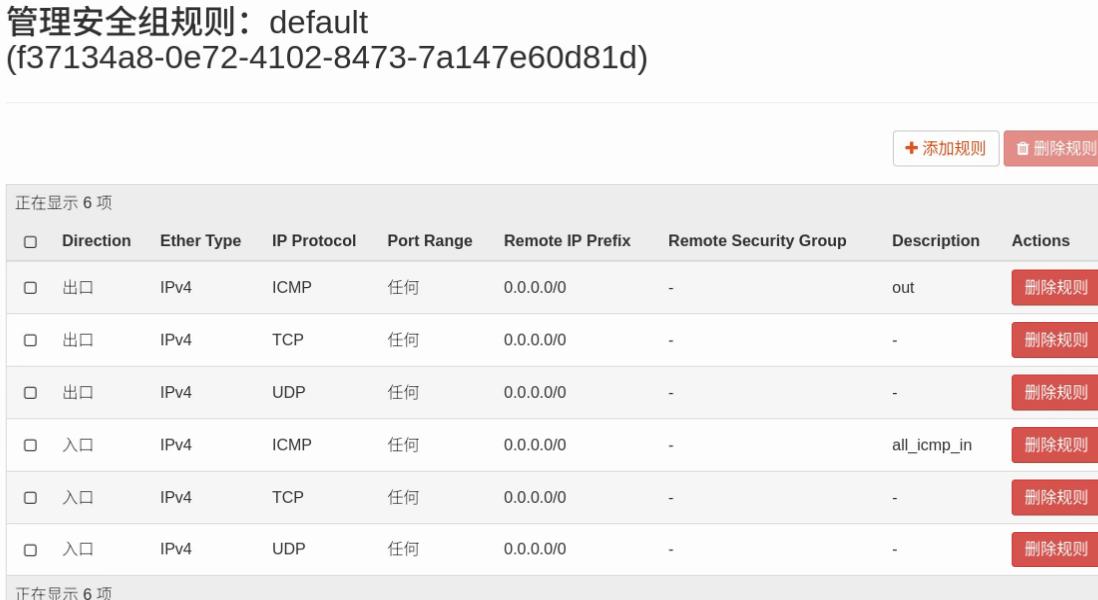 管理安全组规则：default
(f37134a8-0e72-4102-8473-7a147e60d81d)
添加规则 删除规则
正在显示 6 项
Direction Ether Type IP Protocol Port Range Remote IP Prefix Remote Security Group Description Actions
出口 IPv4 ICMP 任何 0.0.0.0/0 - out 删除规则
出口 IPv4 TCP 任何 0.0.0.0/0 - - 删除规则
出口 IPv4 UDP 任何 0.0.0.0/0 - - 删除规则
入口 IPv4 ICMP 任何 0.0.0.0/0 - all_icmp_in 删除规则
入口 IPv4 TCP 任何 0.0.0.0/0 - - 删除规则
入口 IPv4 UDP 任何 0.0.0.0/0 - - 删除规则
正在显示 6 项